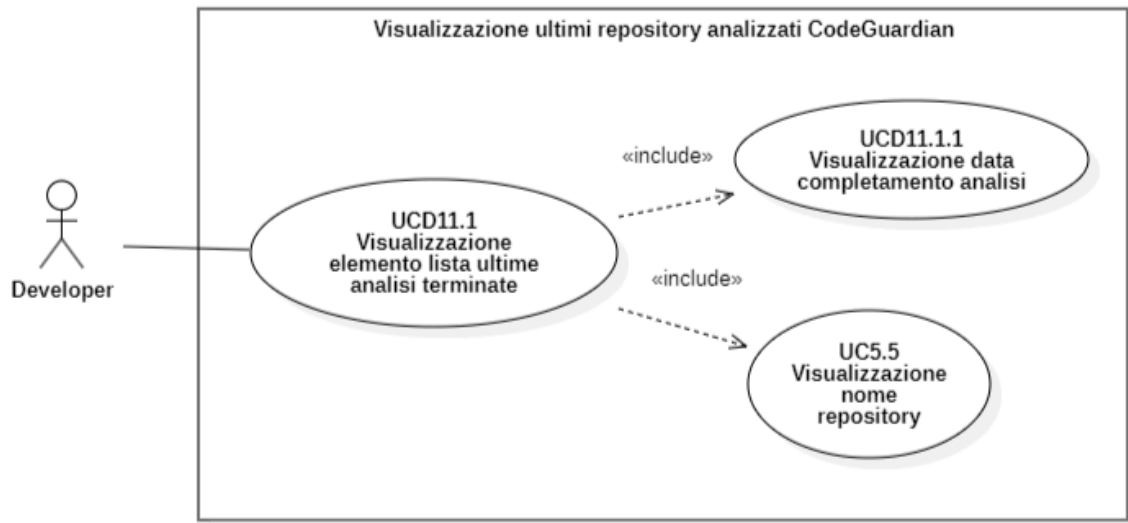 Visualizzazione ultimi repository analizzati CodeGuardian
UCD11.1.1
Visualizzazione data
completamento analisi
«include»
UCD11.1
Visualizzazione
elemento lista ultime
analisi terminate
Developer
«include»
UC5.5
Visualizzazione
nome
repository